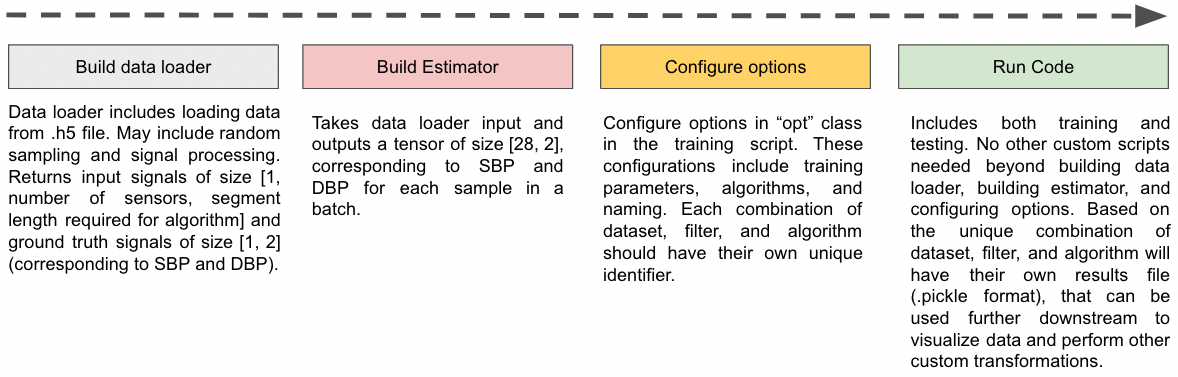 Build data loader
Data loader includes loading data
from .h5 file. May include random
sampling and signal processing.
Returns input signals of size [1,
number of sensors, segment
length required for algorithm] and
ground truth signals of size [1, 2]
(corresponding to SBP and DBP).
Build Estimator
Takes data loader input and
outputs a tensor of size [28, 2],
corresponding to SBP and
DBP for each sample in a
batch.
Configure options
Configure options in “opt” class
in the training script. These
configurations include training
parameters, algorithms, and
naming. Each combination of
dataset, filter, and algorithm
should have their own unique
identifier.
Run Code
Includes both training and
testing. No other custom scripts
needed beyond building data
loader, building estimator, and
configuring options. Based on
the unique combination of
dataset, filter, and algorithm will
have their own results file
(.pickle format), that can be
used further downstream to
visualize data and perform other
custom transformations.